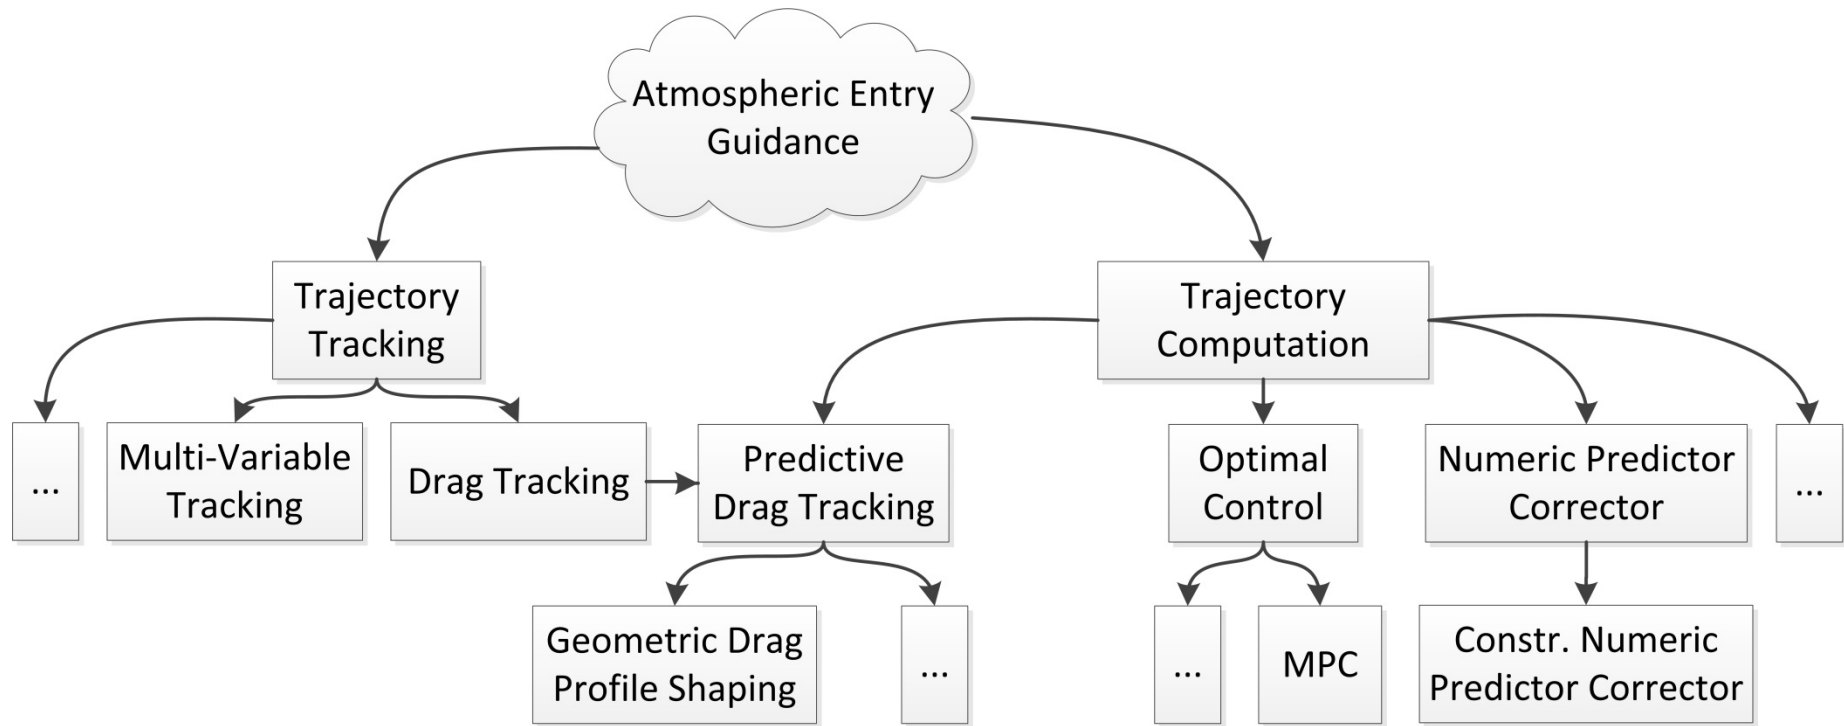 Atmospheric Entry
Guidance
Trajectory
Tracking
Trajectory
Computation
...
Multi-Variable
Tracking
Drag Tracking
Predictive
Drag Tracking
Optimal
Control
Numeric Predictor
Corrector
...
Geometric Drag
Profile Shaping
...
...
MPC
Constr. Numeric
Predictor Corrector